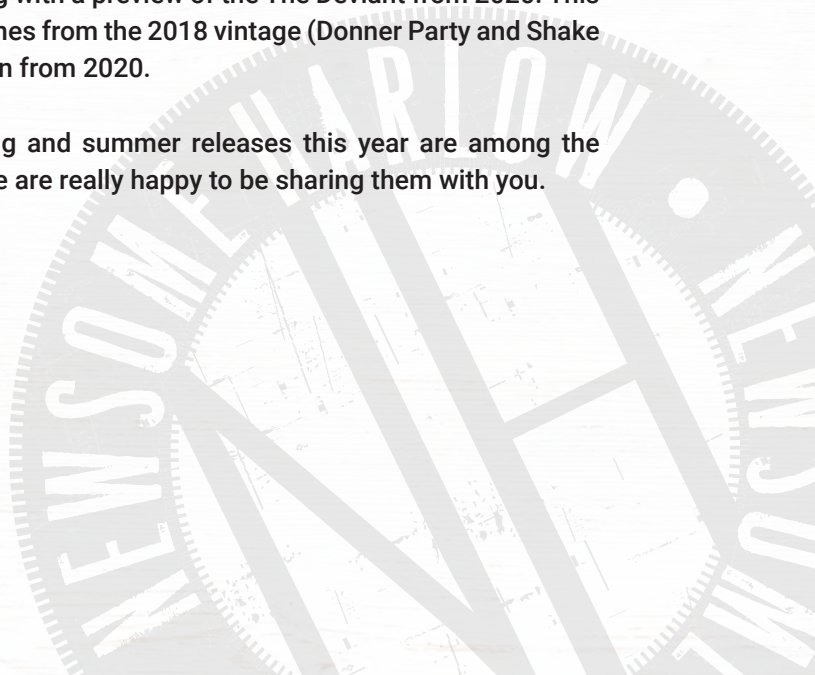 g with a preview of the The Deviant from 2020. This
nes from the 2018 vintage (Donner Party and Shake
n from 2020.
g and summer releases this year are among the
e are really happy to be sharing them with you.
NEWSOME HARLOW • NEWSOME
NH